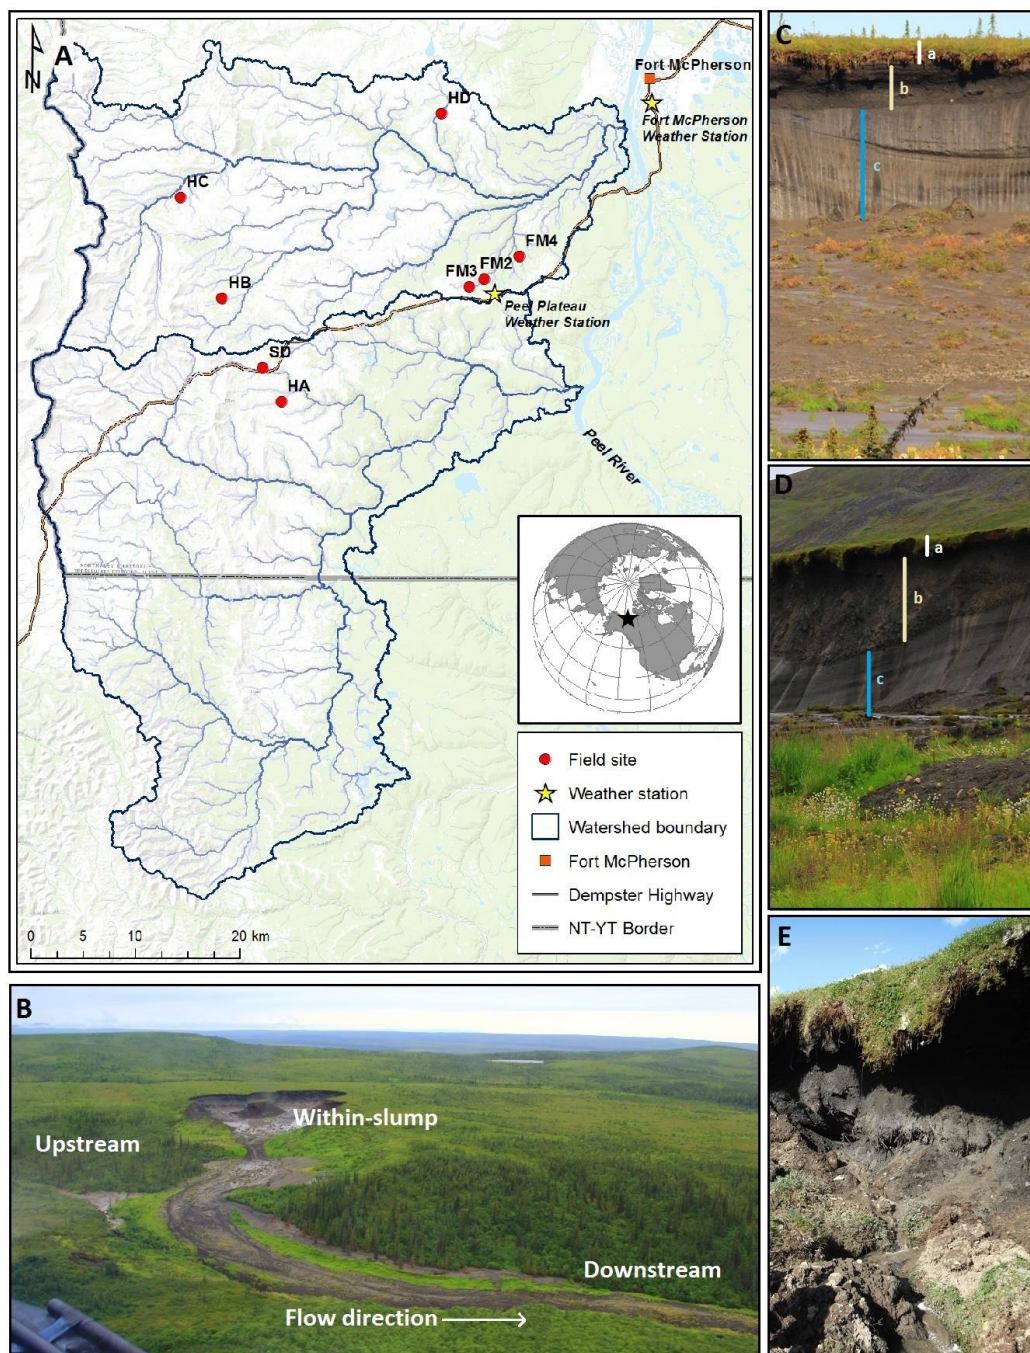 A
N
Fort McPherson
HD
Fort McPherson
Weather Station
HC
FM4
FM2
FM3
HB
Peel Plateau
Weather Station
SD
HA
Peel River
Field site
Weather station
Watershed boundary
Fort McPherson
Dempster Highway
NT-YT Border
0 5 10 20 km
B
Within-slump
Upstream
Downstream
Flow direction
C
a
b
c
D
a
b
c
E